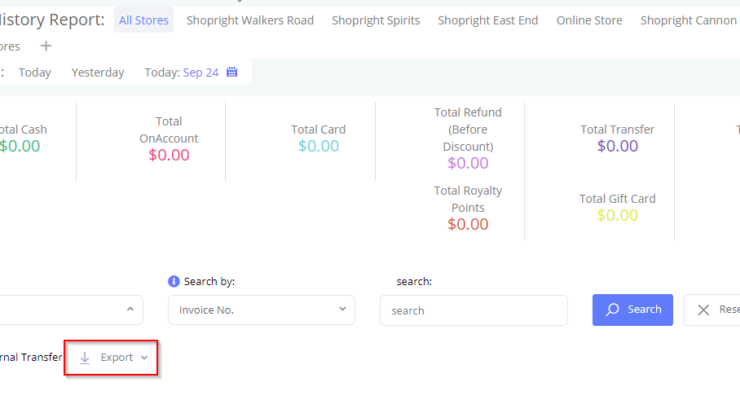 istory Report: All Stores Shopright Walkers Road Shopright Spirits Shopright East End Online Store Shopright Cannon
ores +
: Today Yesterday Today: Sep 24
otal Cash
$0.00
Total
OnAccount
$0.00
Total Card
$0.00
Total Refund
(Before
Discount)
$0.00
Total Transfer
$0.00
T
Total Royalty
Points
$0.00
Total Gift Card
$0.00
Search by: search:
Invoice No. search Search Rese
rnal Transfer Export